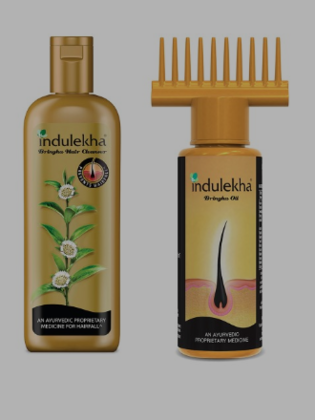 indulekha
Bringha Hair Cleanser
indulekha
Bringha Oil
AN AYURVEDIC PROPRIETARY
MEDICINE FOR HAIRFALL^
AN AYURVEDIC
PROPRIETARY MEDICINE